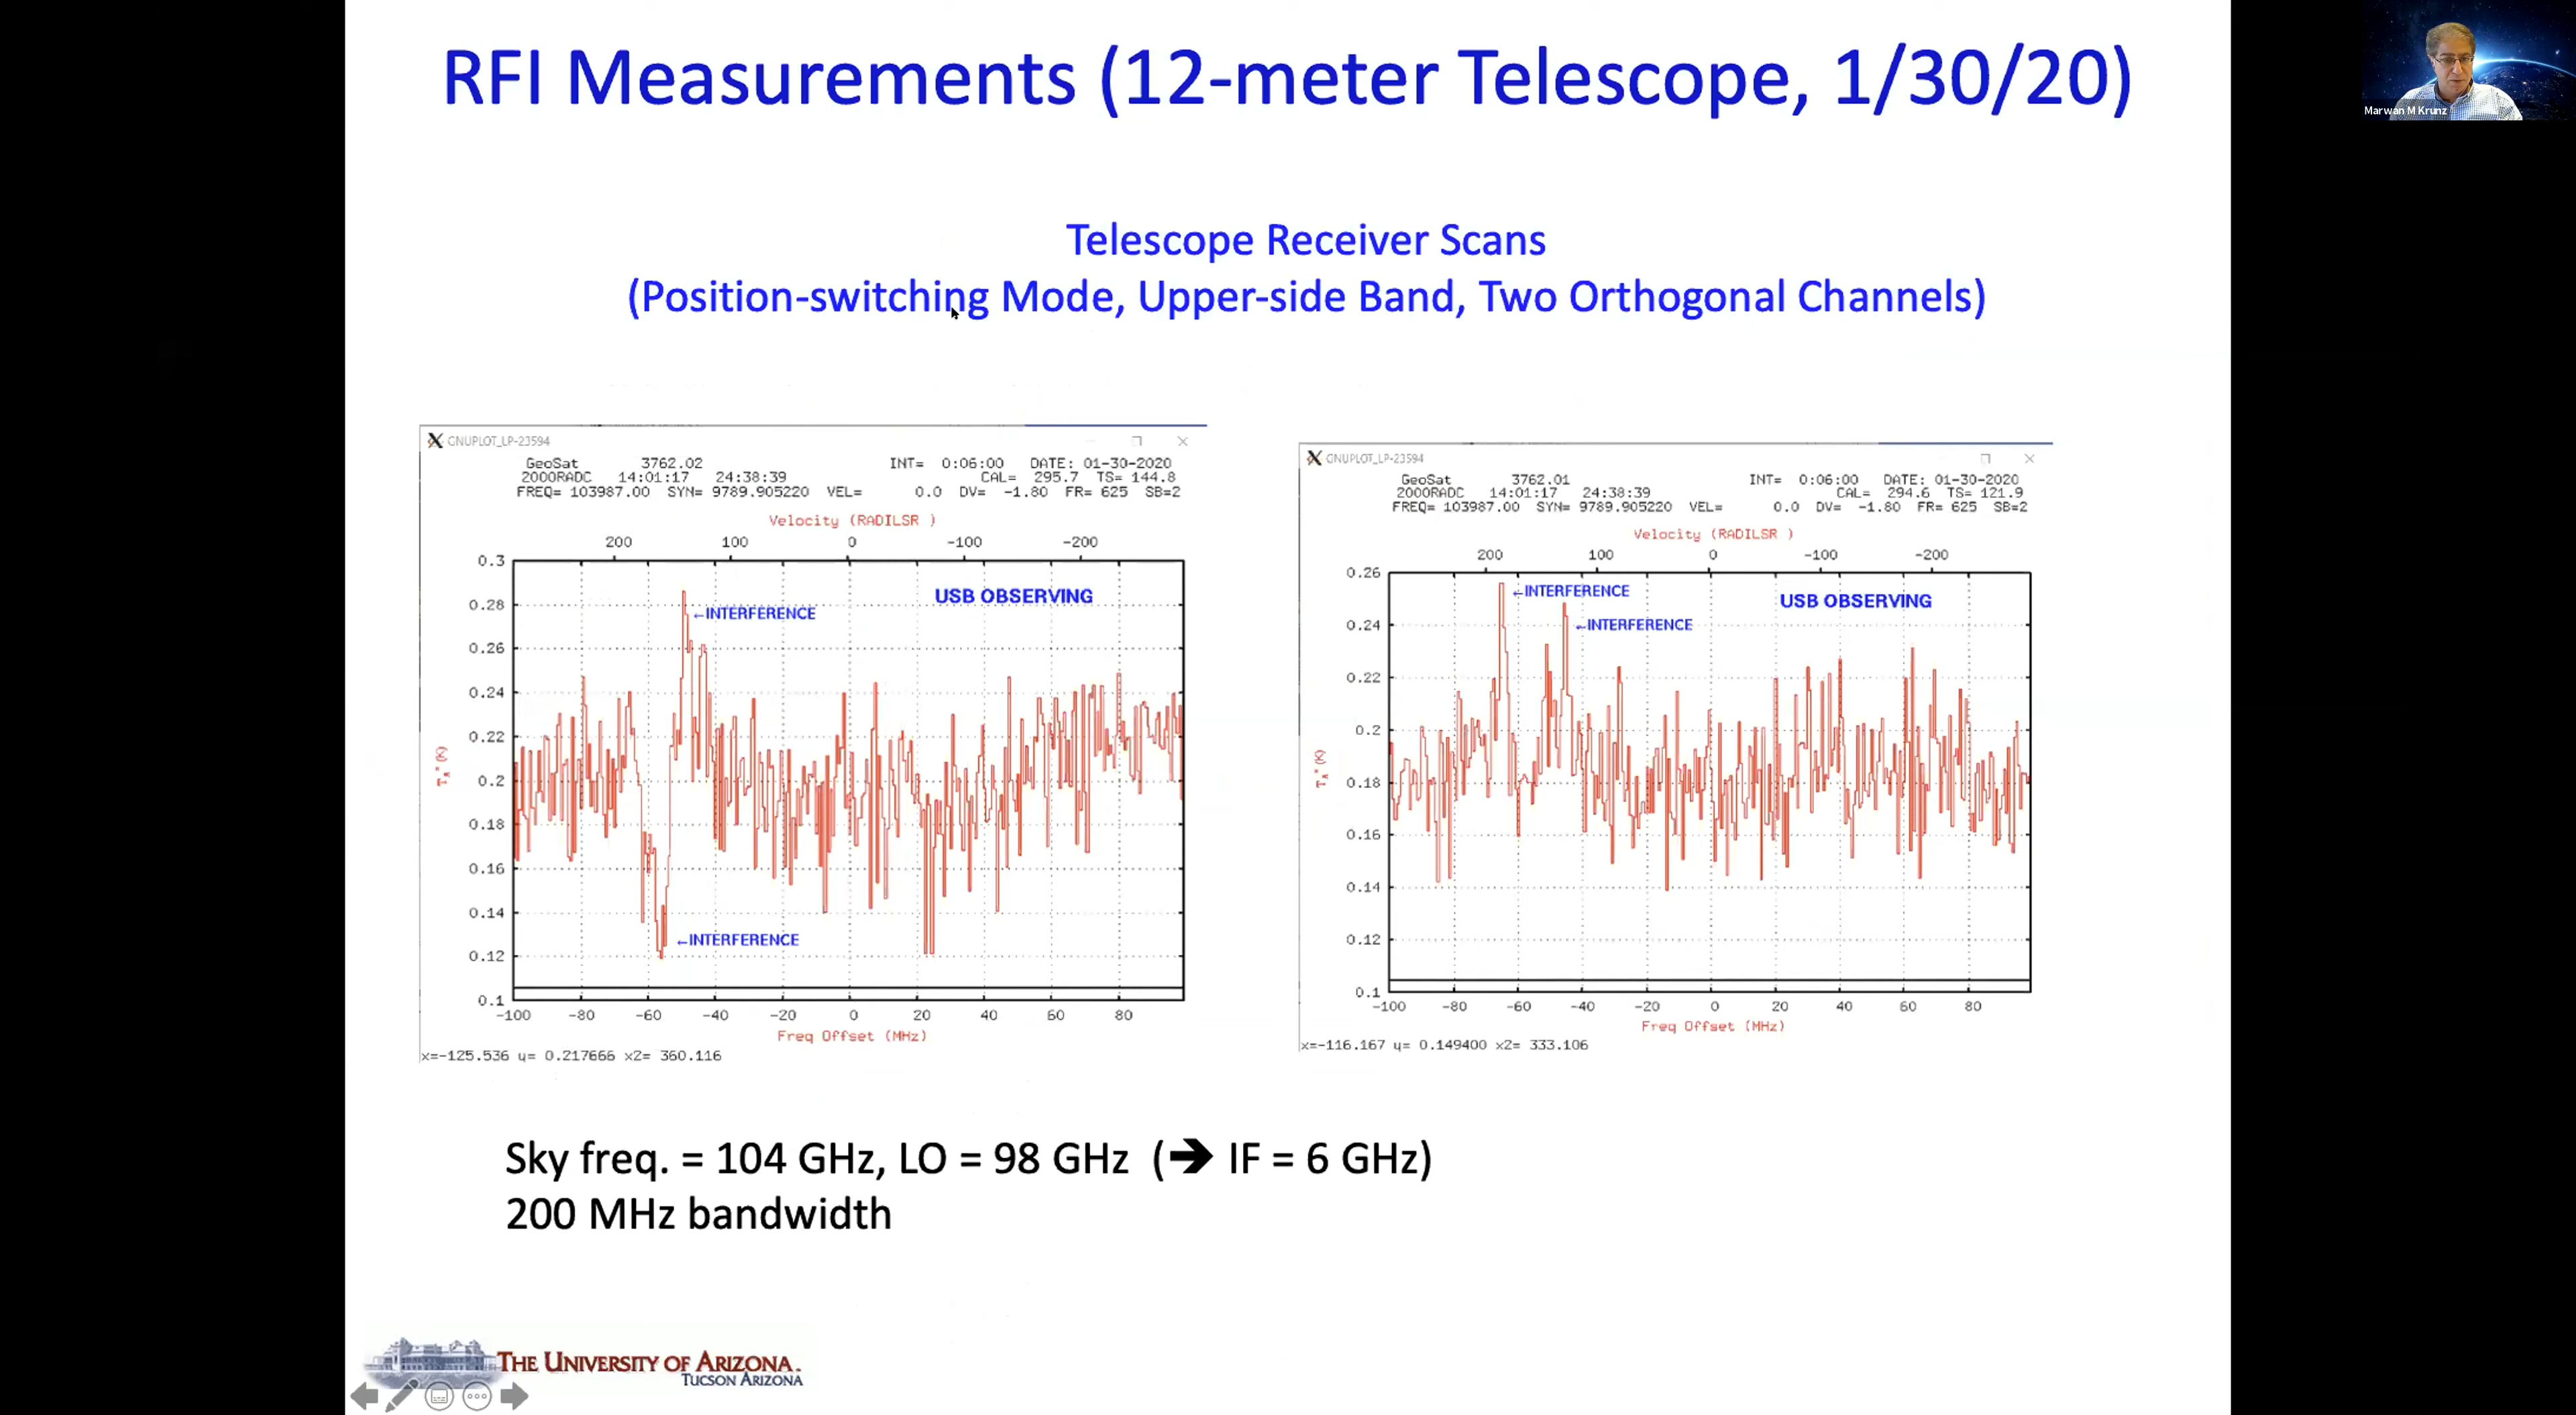 RFI Measurements (12-meter Telescope, 1/30/20)
Marwan M Krunz
Telescope Receiver Scans
(Position-switching Mode, Upper-side Band, Two Orthogonal Channels)
GNUPLOT_LP-23594
GeoSat 3762.02 INT= 0:06:00 DATE: 01-30-2020
2000RADC 14:01:17 24:38:39 CAL= 295.7 TS= 144.8
FREQ= 103987.00 SYN= 9789.905220 VEL= 0.0 DV= -1.80 FR= 625 SB=2
Velocity (RADILSR )
200 100 0 -100 -200
0.3
0.28
0.26
0.24
0.22
0.2
0.18
0.16
0.14
0.12
0.1
USB OBSERVING
←INTERFERENCE
←INTERFERENCE
-100 -80 -60 -40 -20 0 20 40 60 80
Freq Offset (MHz)
x=-125.536 y= 0.217666 x2= 360.116
GNUPLOT_LP-23594
GeoSat 3762.01 INT= 0:06:00 DATE: 01-30-2020
2000RADC 14:01:17 24:38:39 CAL= 294.6 TS= 121.9
FREQ= 103987.00 SYN= 9789.905220 VEL= 0.0 DV= -1.80 FR= 625 SB=2
Velocity (RADILSR )
200 100 0 -100 -200
0.26
0.24
0.22
0.2
0.18
0.16
0.14
0.12
0.1
←INTERFERENCE
USB OBSERVING
←INTERFERENCE
-100 -80 -60 -40 -20 0 20 40 60 80
Freq Offset (MHz)
x=-116.167 y= 0.149400 x2= 333.106
Sky freq. = 104 GHz, LO = 98 GHz (➔ IF = 6 GHz)
200 MHz bandwidth
THE UNIVERSITY OF ARIZONA.
TUCSON ARIZONA